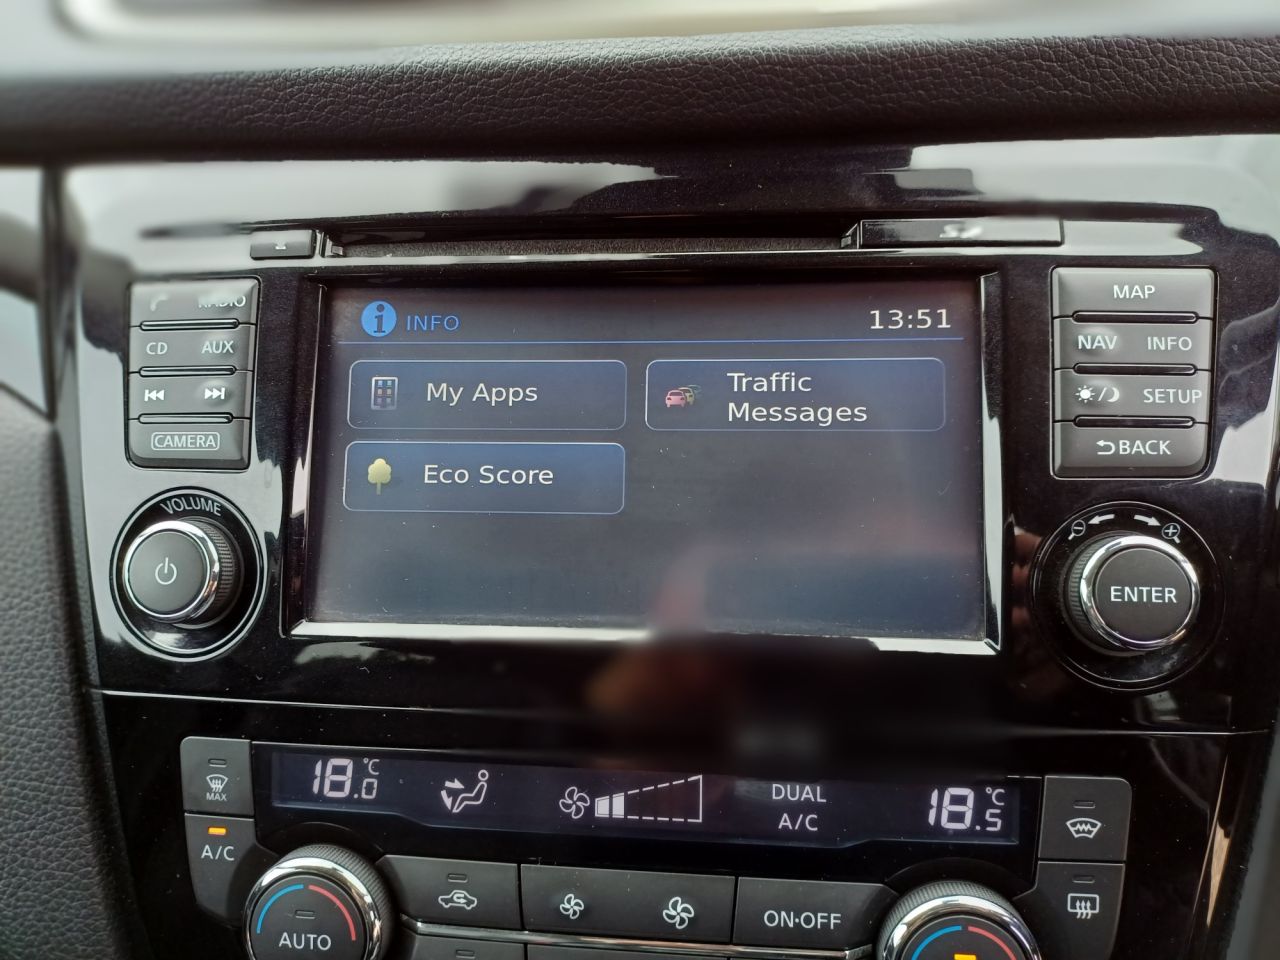 RADIO
CD AUX
CAMERA
VOLUME
INFO
13:51
My Apps
Traffic
Messages
Eco Score
MAP
NAV INFO
SETUP
BACK
ENTER
MAX
A/C
18.0 °C
DUAL
A/C
18.5 °C
AUTO
ON·OFF